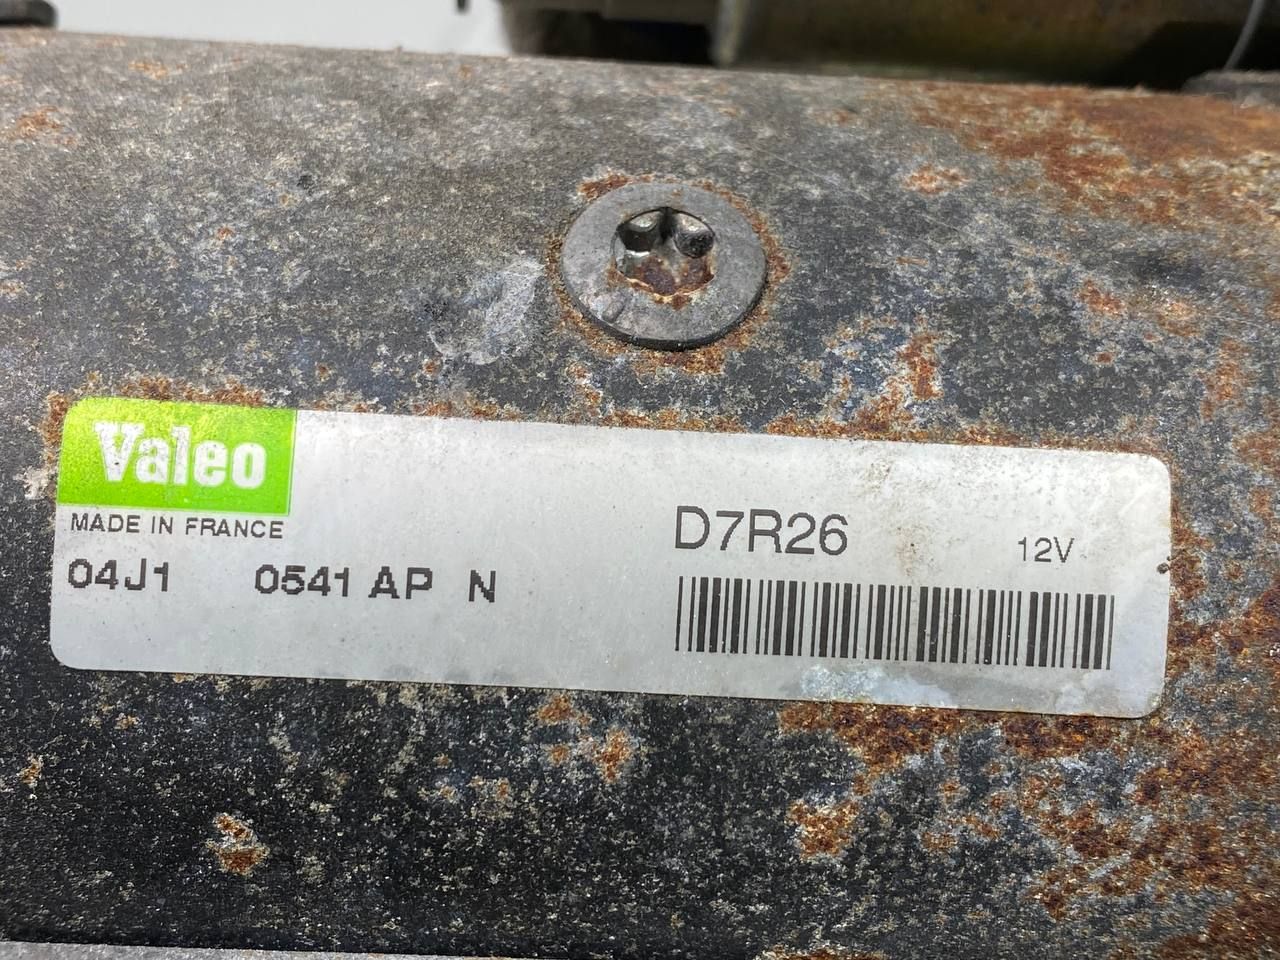 Valeo
MADE IN FRANCE
04J1 0541 AP N
D7R26 12V